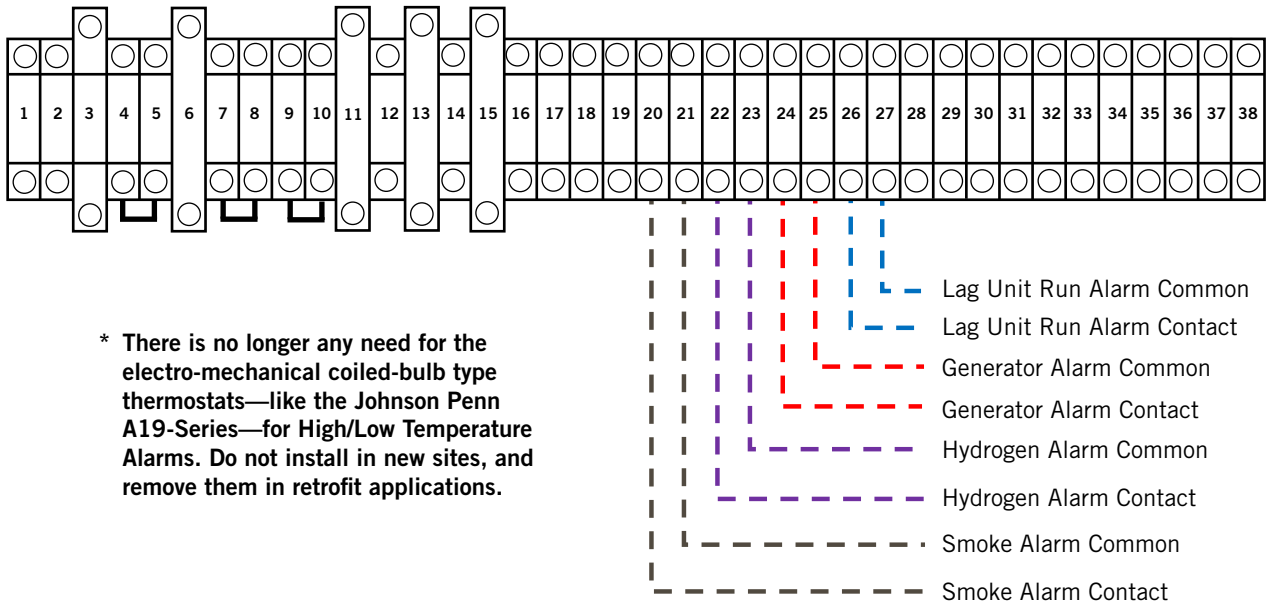 1 2 3 4 5 6 7 8 9 10 11 12 13 14 15 16 17 18 19 20 21 22 23 24 25 26 27 28 29 30 31 32 33 34 35 36 37 38
Lag Unit Run Alarm Common
Lag Unit Run Alarm Contact
Generator Alarm Common
Generator Alarm Contact
Hydrogen Alarm Common
Hydrogen Alarm Contact
Smoke Alarm Common
Smoke Alarm Contact
* There is no longer any need for the
electro-mechanical coiled-bulb type
thermostats—like the Johnson Penn
A19-Series—for High/Low Temperature
Alarms. Do not install in new sites, and
remove them in retrofit applications.